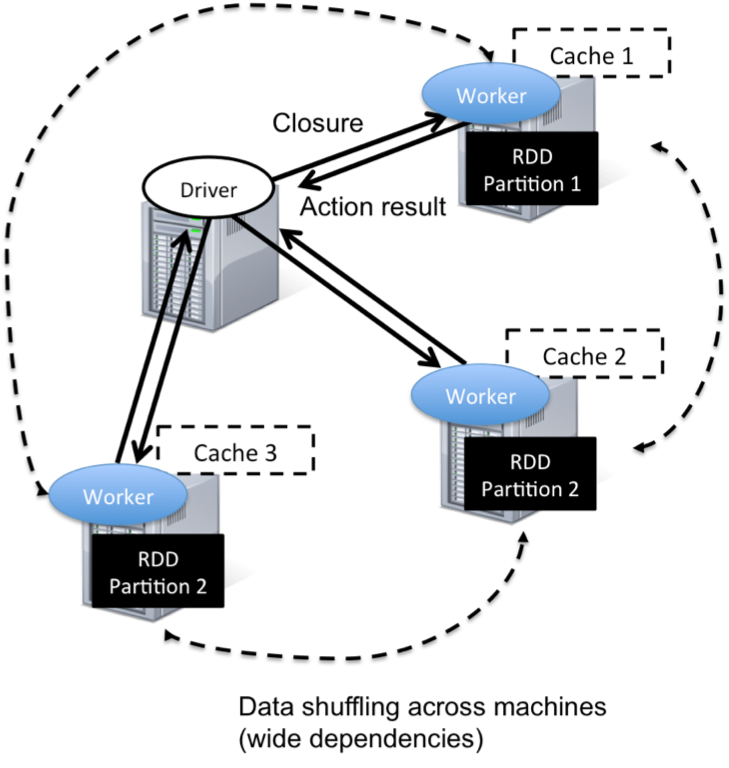 Cache 1
Worker
Closure
RDD
Partition 1
Driver
Action result
Cache 2
Worker
RDD
Partition 2
Cache 3
Worker
RDD
Partition 2
Data shuffling across machines
(wide dependencies)